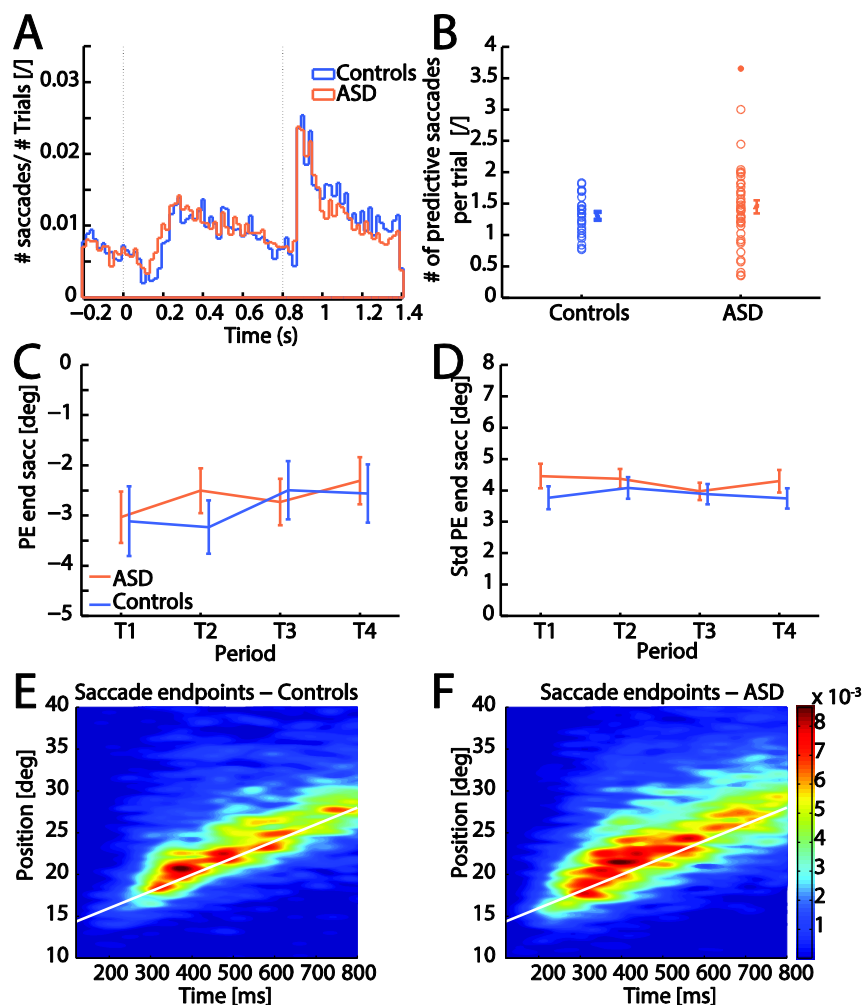 A
# saccades/ # Trials [/]
0.03
0.02
0.01
0
Controls
ASD
−0.2 0 0.2 0.4 0.6 0.8 1 1.2 1.4
Time (s)
B
# of predictive saccades
per trial [/]
4
3.5
3
2.5
2
1.5
1
0.5
0
Controls ASD
C
PE end sacc [deg]
0
−1
−2
−3
−4
−5
ASD
Controls
T1 T2 T3 T4
Period
D
Std PE end sacc [deg]
8
7
6
5
4
3
2
1
0
T1 T2 T3 T4
Period
E
Saccade endpoints – Controls
Position [deg]
40
35
30
25
20
15
10
200 300 400 500 600 700 800
Time [ms]
F
Saccade endpoints – ASD
Position [deg]
40
35
30
25
20
15
10
200 300 400 500 600 700 800
Time [ms]
x 10-3
8
7
6
5
4
3
2
1